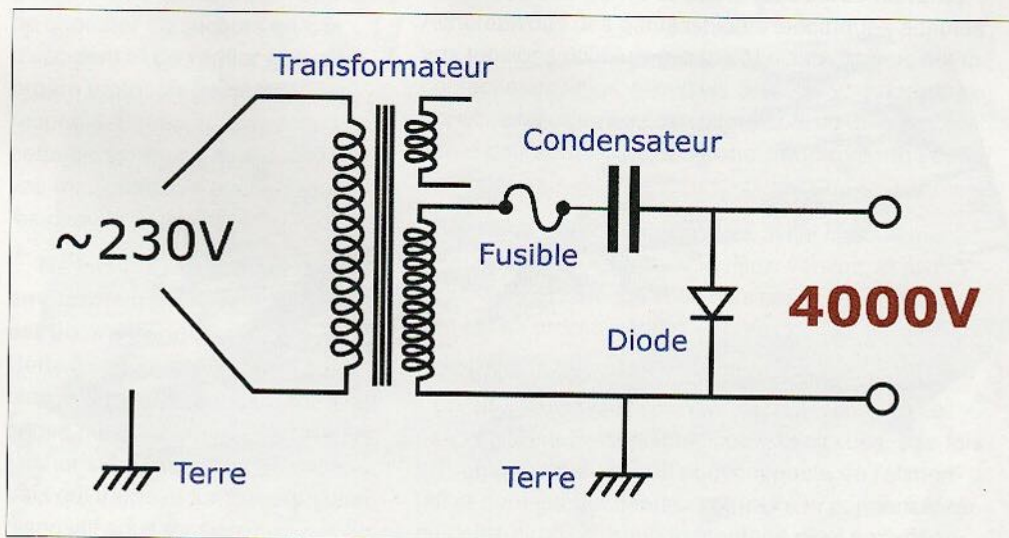 Transformateur
Condensateur
~230V
Fusible
4000V
Diode
Terre
Terre